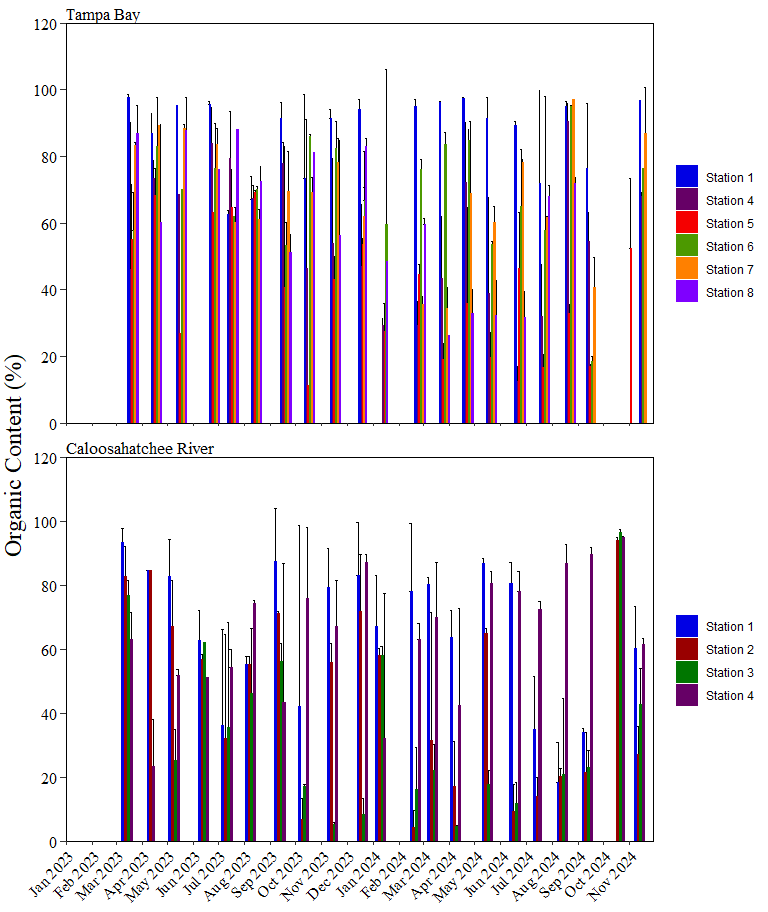 Tampa Bay
120
100
80
60
40
20
0
Station 1
Station 4
Station 5
Station 6
Station 7
Station 8
Organic Content (%)
Caloosahatchee River
120
100
80
60
40
20
0
Station 1
Station 2
Station 3
Station 4
Jan 2023
Feb 2023
Mar 2023
Apr 2023
May 2023
Jun 2023
Jul 2023
Aug 2023
Sep 2023
Oct 2023
Nov 2023
Dec 2023
Jan 2024
Feb 2024
Mar 2024
Apr 2024
May 2024
Jun 2024
Jul 2024
Aug 2024
Sep 2024
Oct 2024
Nov 2024